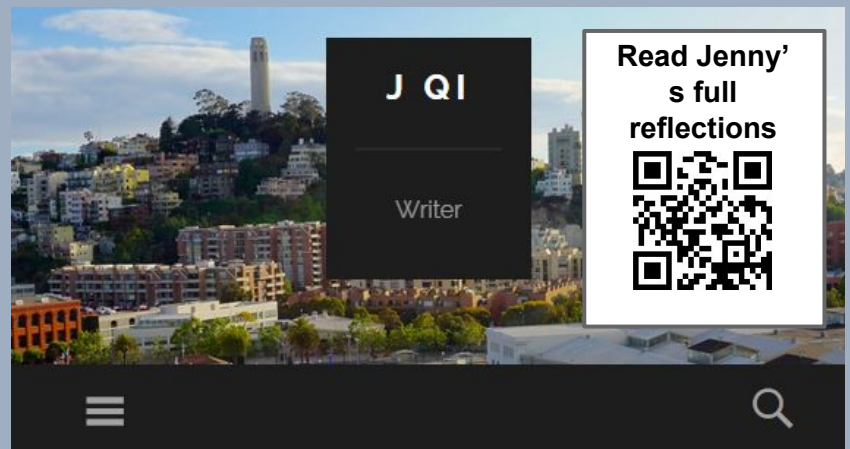 J QI
Writer
Read Jenny’
s full
reflections